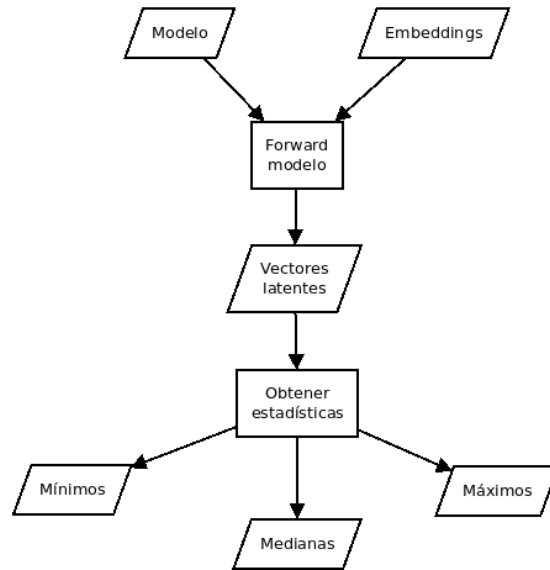 Modelo
Embeddings
Forward
modelo
Vectores
latentes
Obtener
estadísticas
Mínimos
Máximos
Medianas